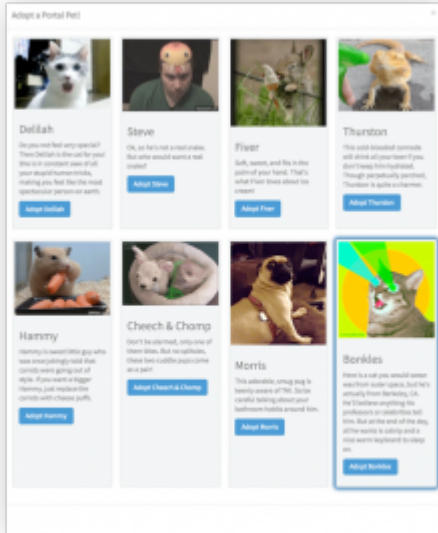 Adopt a Portal Pet!
Delilah
Do you not feel very special?
Then Delilah is the cat for you!
She is in constant awe of all
your stupid human tricks,
making you feel like the most
spectacular person on earth.
Adopt Delilah
Steve
Ok, so he's not a real snake.
But who would want a real
snake?
Adopt Steve
Fiver
Soft, sweet, and fits in the
palm of your hand. That's
what Fiver loves about ice
cream!
Adopt Fiver
Thurston
This cold-blooded comrade
will drink all your beer if you
don't keep him hydrated.
Though perpetually parched,
Thurston is quite a charmer.
Adopt Thurston
Hammy
Hammy is sweet little guy who
was once jokingly told that
carrots were going out of
style. If you want a bigger
Hammy, just replace the
carrots with cheese puffs.
Adopt Hammy
Cheech & Chomp
Don't be alarmed, only one of
them bites. But no splitsies,
these two cuddle pups come
as a pair!
Adopt Cheech & Chomp
Morris
This adorable, smug pug is
careful talking about your
bathroom habits around him.
Adopt Morris
Bonkles
Here is a cat you would swear
was from outer space, but he's
actually from Berkeley, CA.
He'll believe anything his
professors or celebrities tell
him. But at the end of the day,
all he wants is catnip and a
nice warm keyboard to sleep
on.
Adopt Bonkles